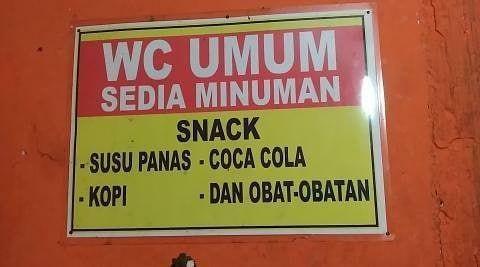 WC UMUM
SEDIA MINUMAN
SNACK
- SUSU PANAS - COCA COLA
- KOPI - DAN OBAT-OBATAN